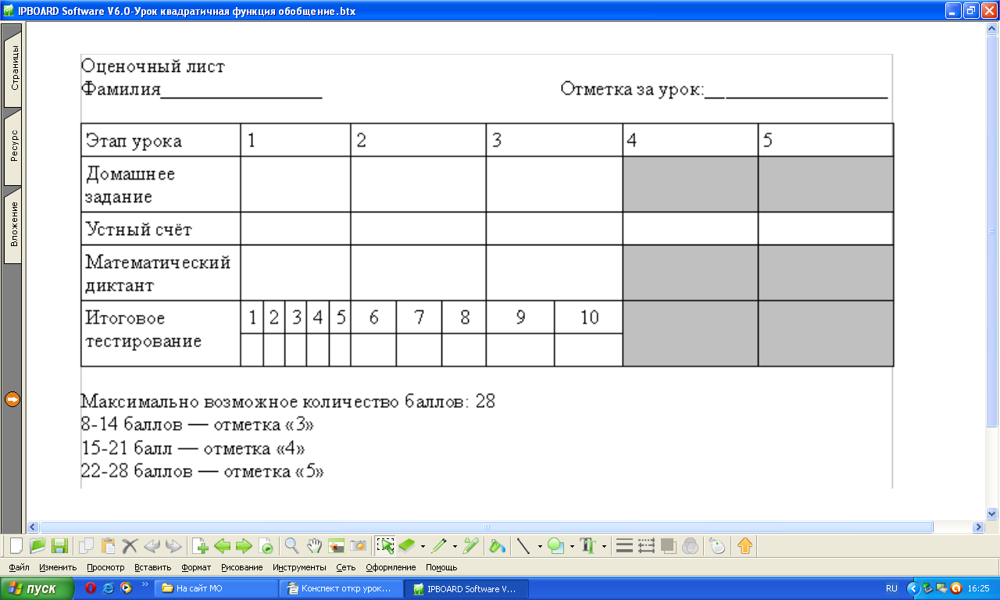 IPBOARD Software V6.0-Урок квадратичная функция обобщение.btx
Страницы
Ресурс
Вложение
Оценочный лист
Фамилия_________________ Отметка за урок:__ _________________
Этап урока 1 2 3 4 5
Домашнее
задание
Устный счёт
Математический
диктант
Итоговое 1 2 3 4 5 6 7 8 9 10
тестирование
Максимально возможное количество баллов: 28
8-14 баллов — отметка «3»
15-21 балл — отметка «4»
22-28 баллов — отметка «5»
Файл Изменить Просмотр Вставить Формат Рисование Инструменты Сеть Оформление Помощь
пуск На сайт МО Конспект откр урок... IPBOARD Software V... RU 16:25